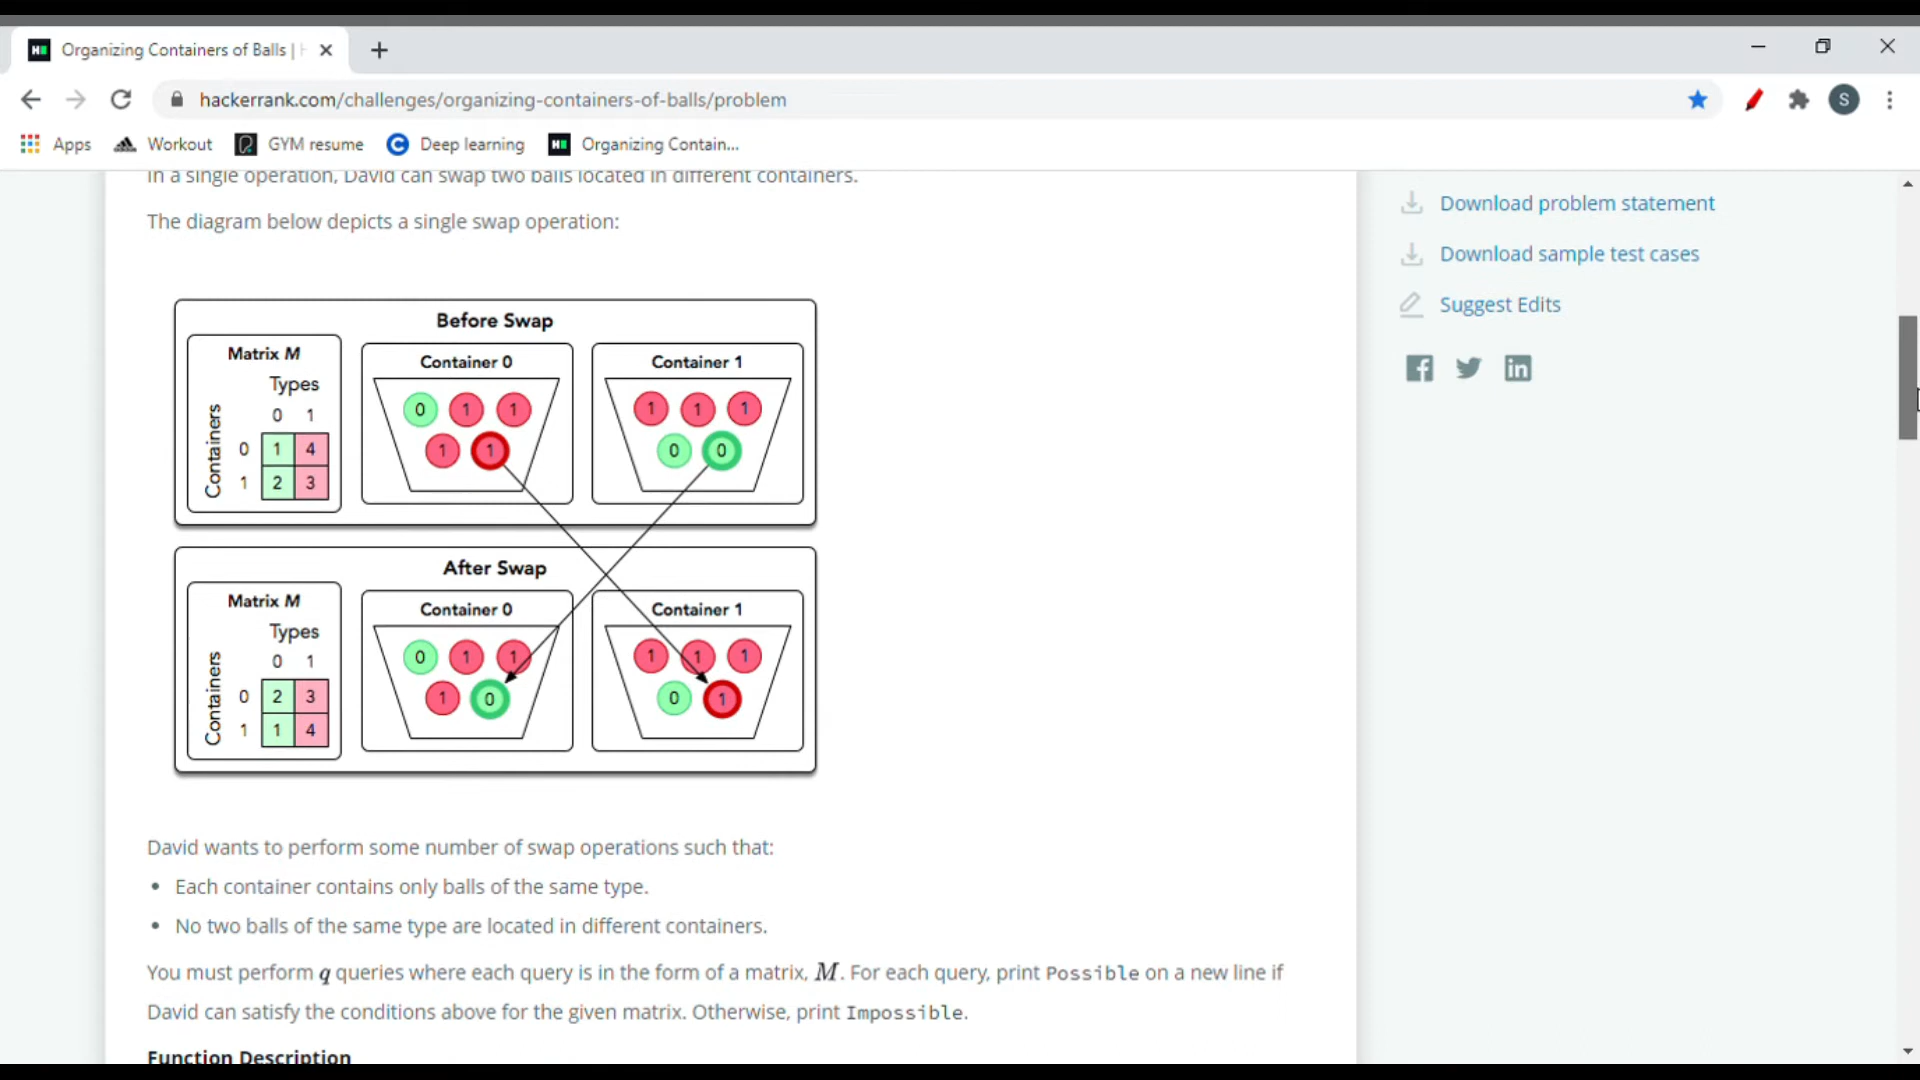 Organizing Containers of Balls | H
hackerrank.com/challenges/organizing-containers-of-balls/problem
S
Apps Workout GYM resume Deep learning Organizing Contain...
In a single operation, David can swap two balls located in different containers.
The diagram below depicts a single swap operation:
Download problem statement
Download sample test cases
Suggest Edits
Before Swap
Matrix M
Types
0 1
Containers
0 1 4
1 2 3
Container 0
0 1 1
1 1
Container 1
1 1 1
0 0
After Swap
Matrix M
Types
0 1
Containers
0 2 3
1 1 4
Container 0
0 1 1
1 0
Container 1
1 1 1
0 1
David wants to perform some number of swap operations such that:
• Each container contains only balls of the same type.
• No two balls of the same type are located in different containers.
You must perform q queries where each query is in the form of a matrix, M. For each query, print Possible on a new line if
David can satisfy the conditions above for the given matrix. Otherwise, print Impossible.
Function Description